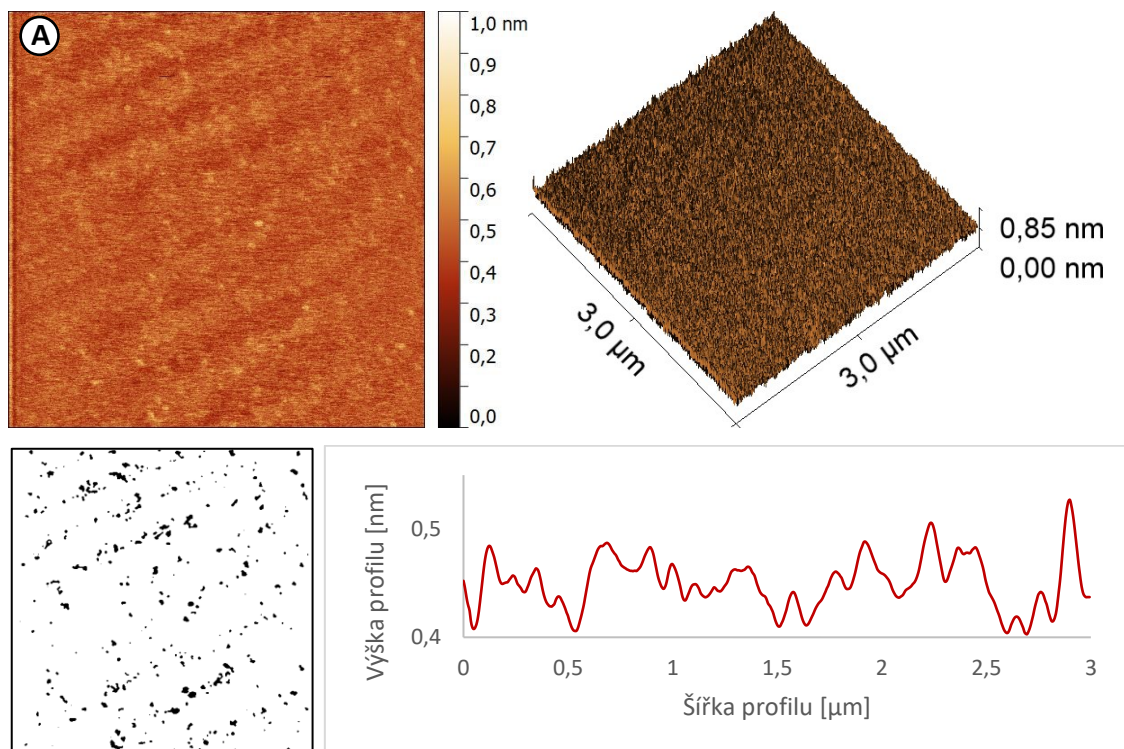 A
1,0 nm
0,9
0,8
0,7
0,6
0,5
0,4
0,3
0,2
0,0
0,85 nm
0,00 nm
3,0 µm
3,0 µm
Výška profilu [nm]
0,5
0,4
0
0,5
1
1,5
2
2,5
3
Šířka profilu [µm]